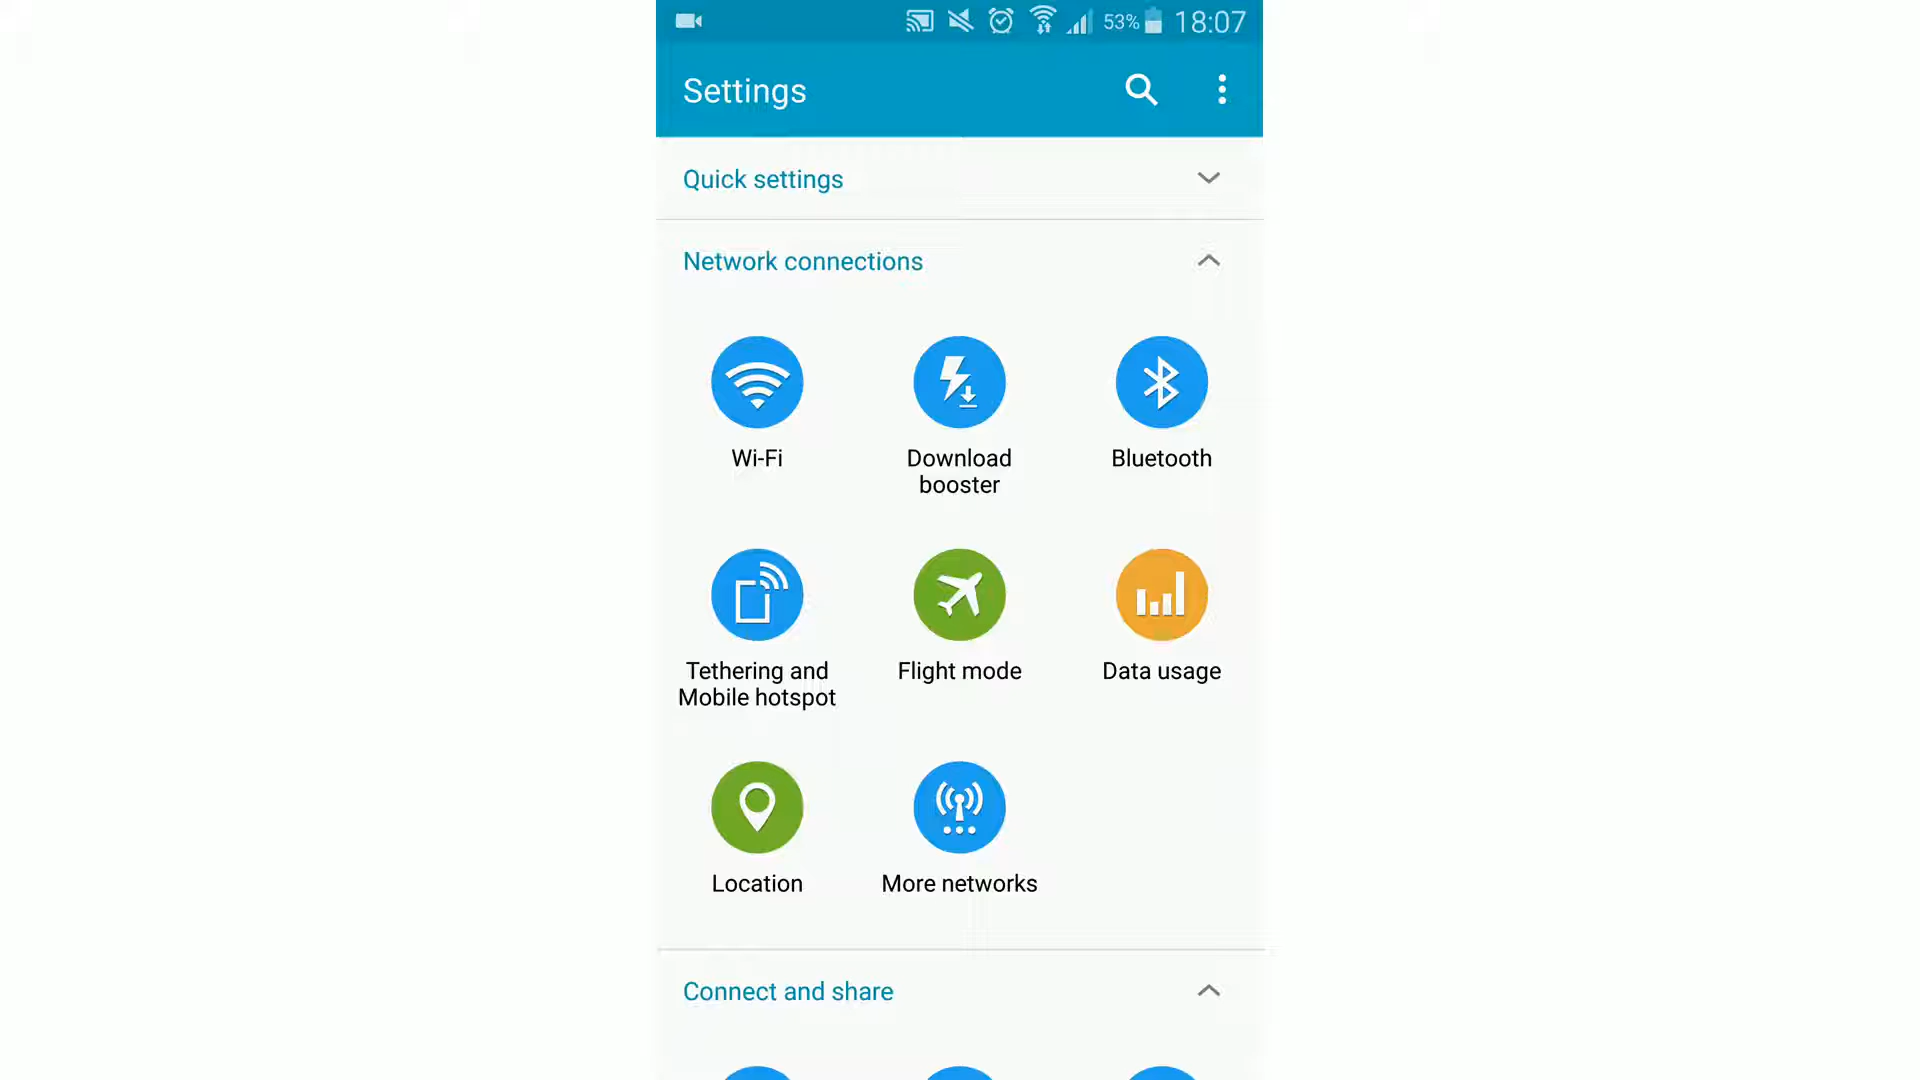 53% 18:07
Settings
Quick settings
Network connections
Wi-Fi
Download
booster
Bluetooth
Tethering and
Mobile hotspot
Flight mode
Data usage
Location
More networks
Connect and share